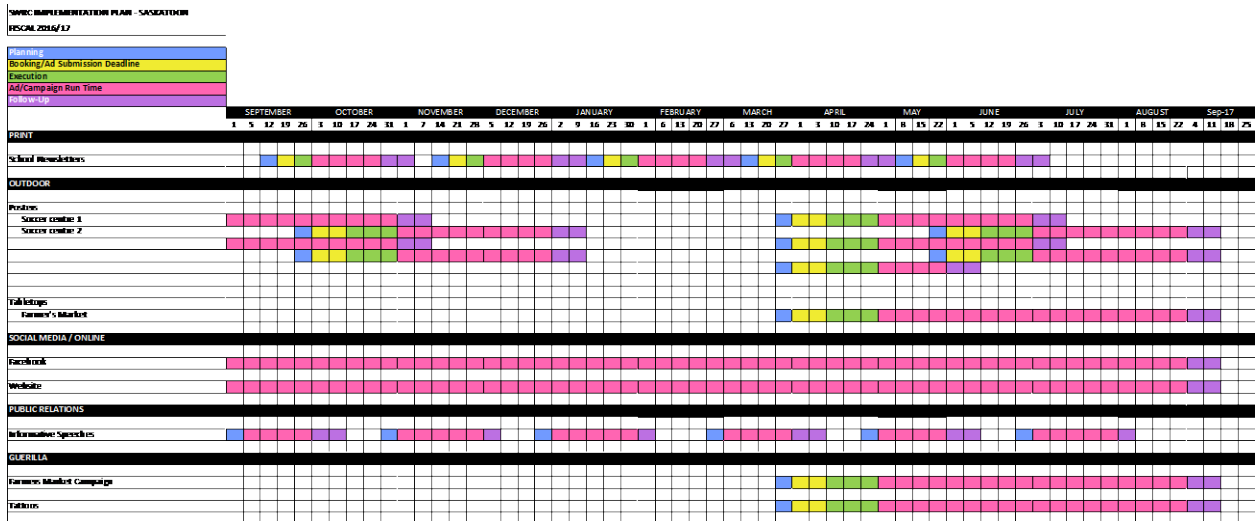 SWRC IMPLEMENTATION PLAN - SASKATOON
FISCAL 2016/17
Planning
Booking/Ad Submission Deadline
Execution
Ad/Campaign Run Time
Follow-Up
SEPTEMBER OCTOBER NOVEMBER DECEMBER JANUARY FEBRUARY MARCH APRIL MAY JUNE JULY AUGUST Sep-17
1 5 12 19 26 3 10 17 24 31 1 7 14 21 28 5 12 19 26 2 9 16 23 30 1 6 13 20 27 6 13 20 27 1 3 10 17 24 1 8 15 22 1 5 12 19 26 3 10 17 24 31 1 8 15 22 4 11 18 25
PRINT
School Newsletters
OUTDOOR
Posters
Soccer centre 1
Soccer centre 2
Tabletops
Farmer's Market
SOCIAL MEDIA / ONLINE
Facebook
Website
PUBLIC RELATIONS
Informative Speeches
GUERILLA
Farmers Market Campaign
Tattoos